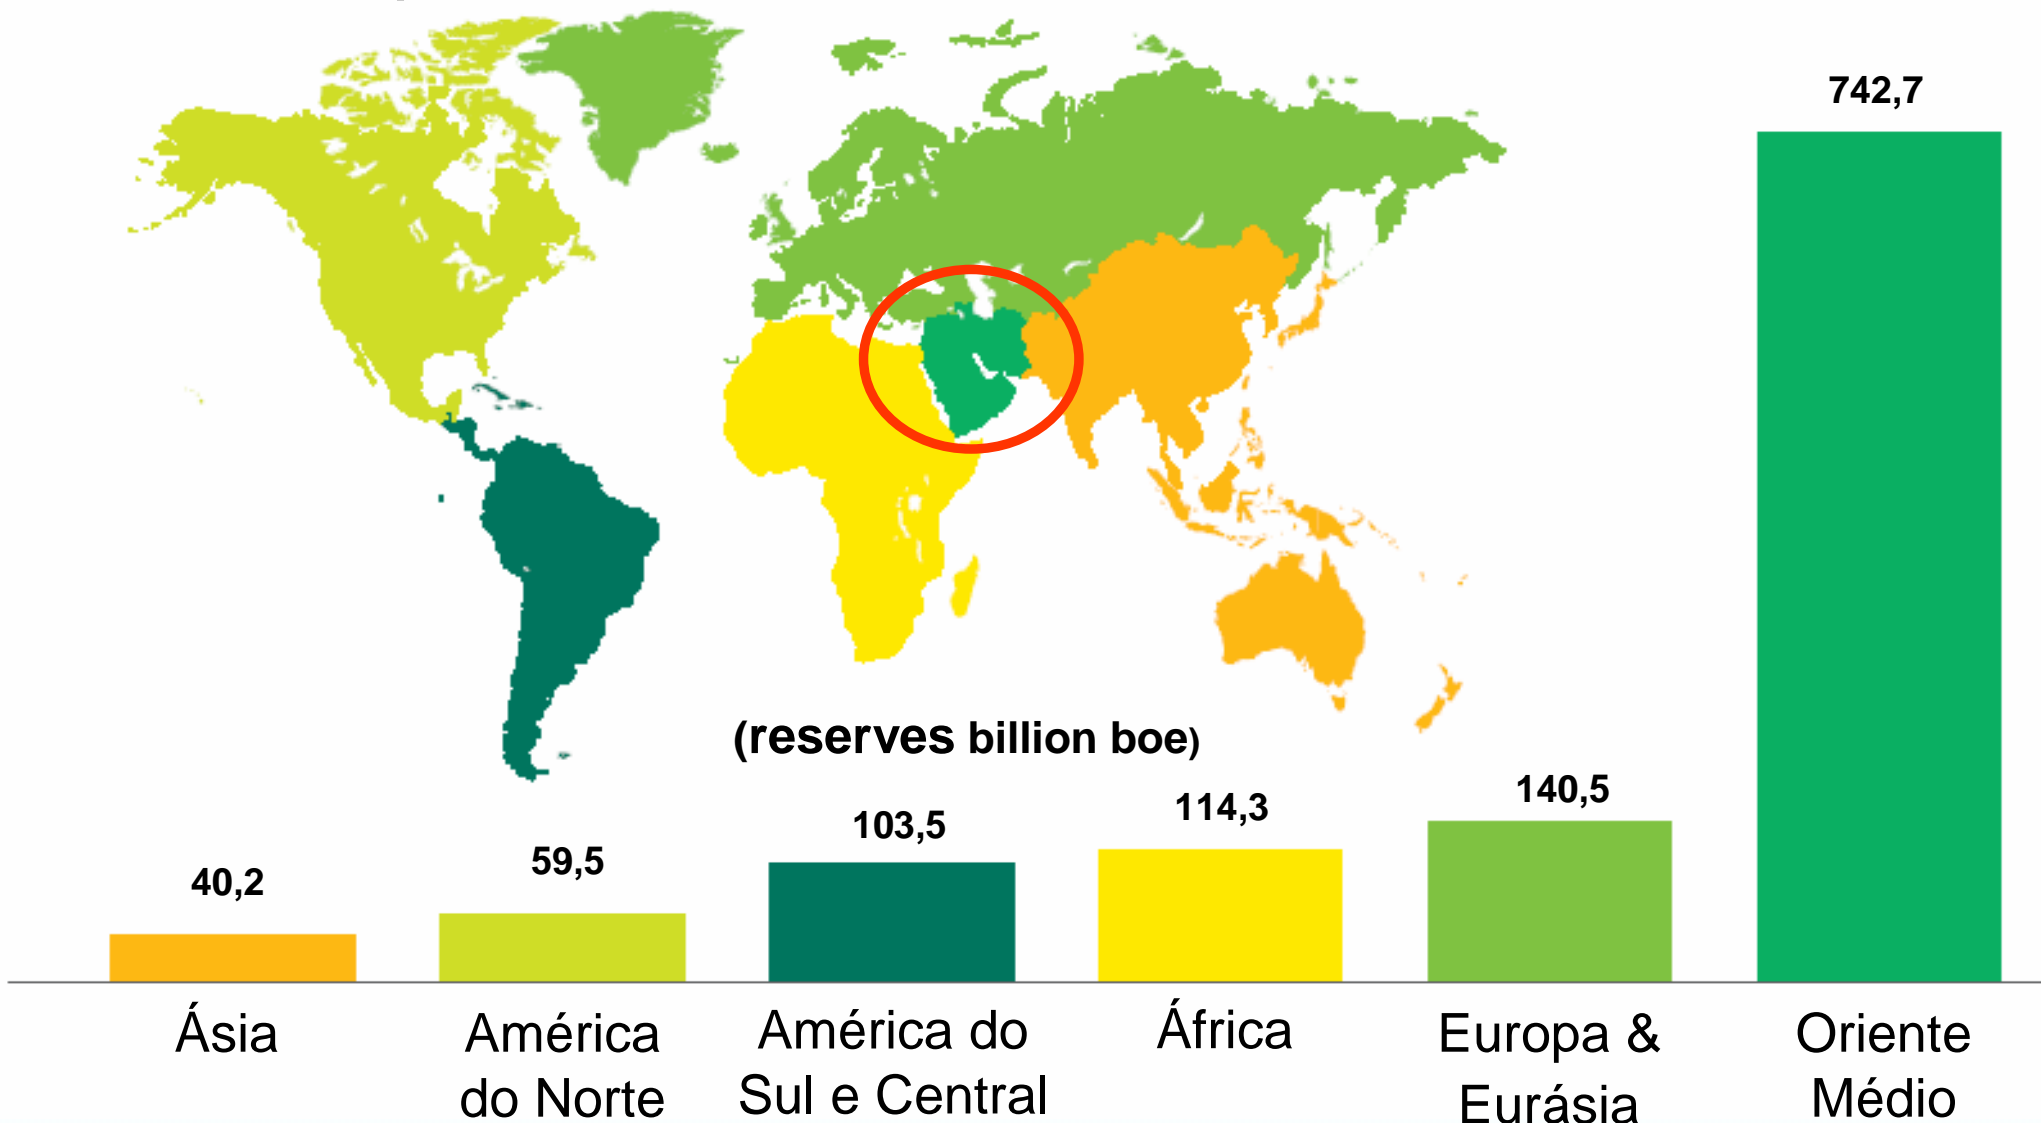 742,7
(reserves billion boe)
40,2
59,5
103,5
114,3
140,5
Ásia
América
do Norte
América do
Sul e Central
África
Europa &
Eurásia
Oriente
Médio